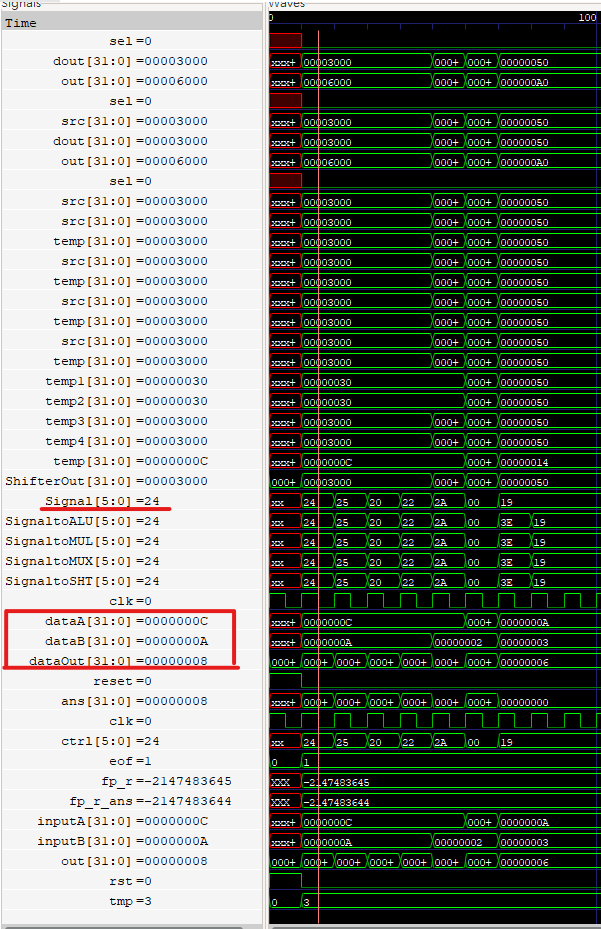 Signals Waves
Time 0 100
sel=0
dout[31:0]=00003000 xxx+ 00003000 000+ 000+ 00000050
out[31:0]=00006000 xxx+ 00006000 000+ 000+ 000000A0
sel=0
src[31:0]=00003000 xxx+ 00003000 000+ 000+ 00000050
dout[31:0]=00003000 xxx+ 00003000 000+ 000+ 00000050
out[31:0]=00006000 xxx+ 00006000 000+ 000+ 000000A0
sel=0
src[31:0]=00003000 xxx+ 00003000 000+ 000+ 00000050
src[31:0]=00003000 xxx+ 00003000 000+ 000+ 00000050
temp[31:0]=00003000 xxx+ 00003000 000+ 000+ 00000050
src[31:0]=00003000 xxx+ 00003000 000+ 000+ 00000050
temp[31:0]=00003000 xxx+ 00003000 000+ 000+ 00000050
src[31:0]=00003000 xxx+ 00003000 000+ 000+ 00000050
temp[31:0]=00003000 xxx+ 00003000 000+ 000+ 00000050
src[31:0]=00003000 xxx+ 00003000 000+ 000+ 00000050
temp[31:0]=00003000 xxx+ 00003000 000+ 000+ 00000050
temp1[31:0]=00000030 xxx+ 00000030 000+ 00000050
temp2[31:0]=00000030 xxx+ 00000030 000+ 00000050
temp3[31:0]=00003000 xxx+ 00003000 000+ 000+ 00000050
temp4[31:0]=00003000 xxx+ 00003000 000+ 000+ 00000050
temp[31:0]=0000000C xxx+ 0000000C 000+ 00000014
ShifterOut[31:0]=00003000 000+ 00003000 000+ 000+ 00000050
Signal[5:0]=24 xx 24 25 20 22 2A 00 19
SignaltoALU[5:0]=24 xx 24 25 20 22 2A 00 3E 19
SignaltoMUL[5:0]=24 xx 24 25 20 22 2A 00 3E 19
SignaltoMUX[5:0]=24 xx 24 25 20 22 2A 00 3E 19
SignaltoSHT[5:0]=24 xx 24 25 20 22 2A 00 3E 19
clk=0
dataA[31:0]=0000000C xxx+ 0000000C 000+ 0000000A
dataB[31:0]=0000000A xxx+ 0000000A 00000002 00000003
dataOut[31:0]=00000008 000+ 000+ 000+ 000+ 000+ 000+ 000+ 00000006
reset=0
ans[31:0]=00000008 xxx+ 000+ 000+ 000+ 000+ 000+ 000+ 00000000
clk=0
ctrl[5:0]=24 xx 24 25 20 22 2A 00 19
eof=1 0 1
fp_r=-2147483645 XXX -2147483645
fp_r_ans=-2147483644 XXX -2147483644
inputA[31:0]=0000000C xxx+ 0000000C 000+ 0000000A
inputB[31:0]=0000000A xxx+ 0000000A 00000002 00000003
out[31:0]=00000008 000+ 000+ 000+ 000+ 000+ 000+ 000+ 00000006
rst=0
tmp=3 0 3